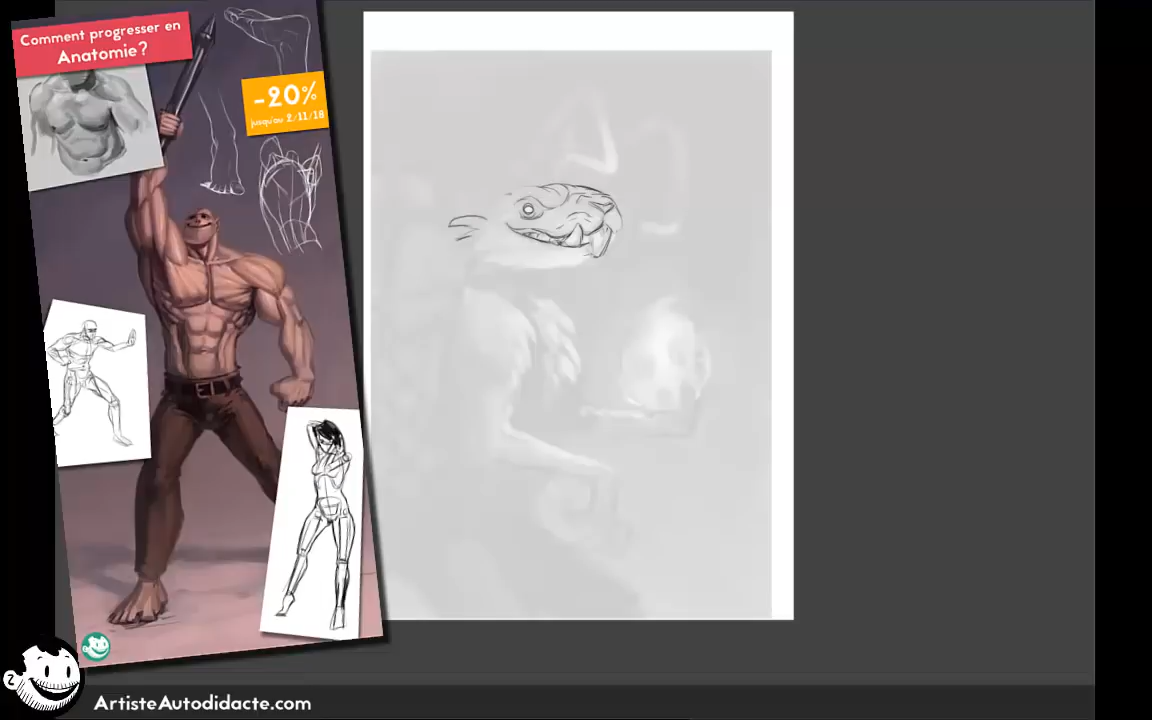 Comment progresser en
Anatomie?
-20%
jusqu'au 2/11/18
ArtisteAutodidacte.com